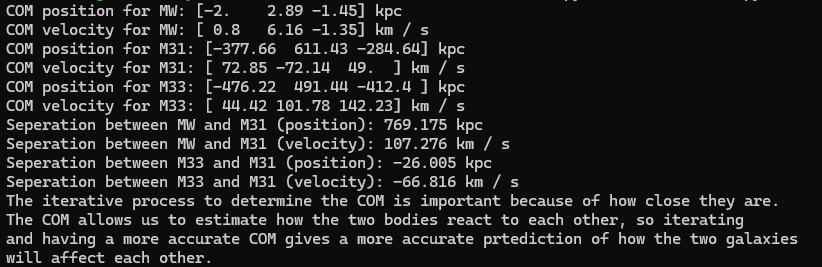 COM position for MW: [-2.    2.89 -1.45] kpc
COM velocity for MW: [ 0.8   6.16 -1.35] km / s
COM position for M31: [-377.66  611.43 -284.64] kpc
COM velocity for M31: [ 72.85 -72.14  49.  ] km / s
COM position for M33: [-476.22  491.44 -412.4 ] kpc
COM velocity for M33: [ 44.42 101.78 142.23] km / s
Seperation between MW and M31 (position): 769.175 kpc
Seperation between MW and M31 (velocity): 107.276 km / s
Seperation between M33 and M31 (position): -26.005 kpc
Seperation between M33 and M31 (velocity): -66.816 km / s
The iterative process to determine the COM is important because of how close they are.
The COM allows us to estimate how the two bodies react to each other, so iterating
and having a more accurate COM gives a more accurate prtediction of how the two galaxies
will affect each other.